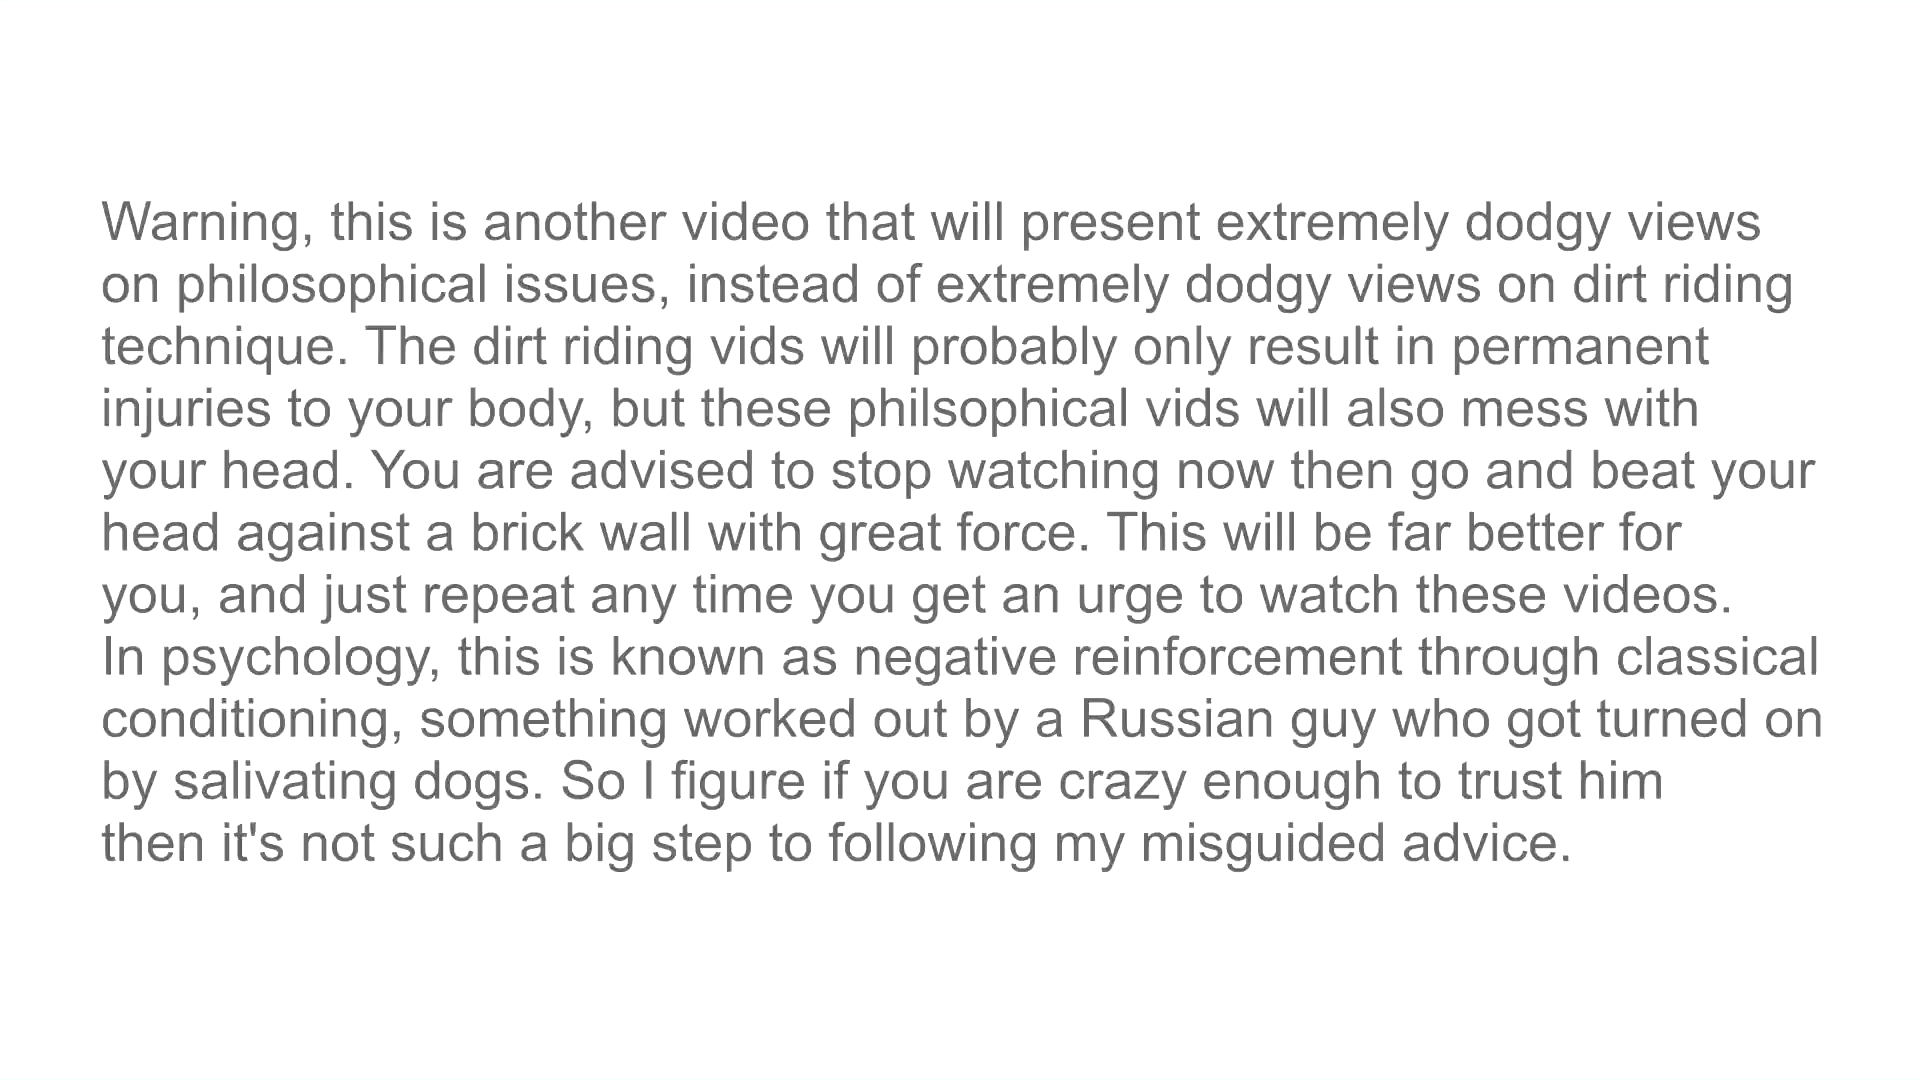 Warning, this is another video that will present extremely dodgy views
on philosophical issues, instead of extremely dodgy views on dirt riding
technique. The dirt riding vids will probably only result in permanent
injuries to your body, but these philsophical vids will also mess with
your head. You are advised to stop watching now then go and beat your
head against a brick wall with great force. This will be far better for
you, and just repeat any time you get an urge to watch these videos.
In psychology, this is known as negative reinforcement through classical
conditioning, something worked out by a Russian guy who got turned on
by salivating dogs. So I figure if you are crazy enough to trust him
then it's not such a big step to following my misguided advice.